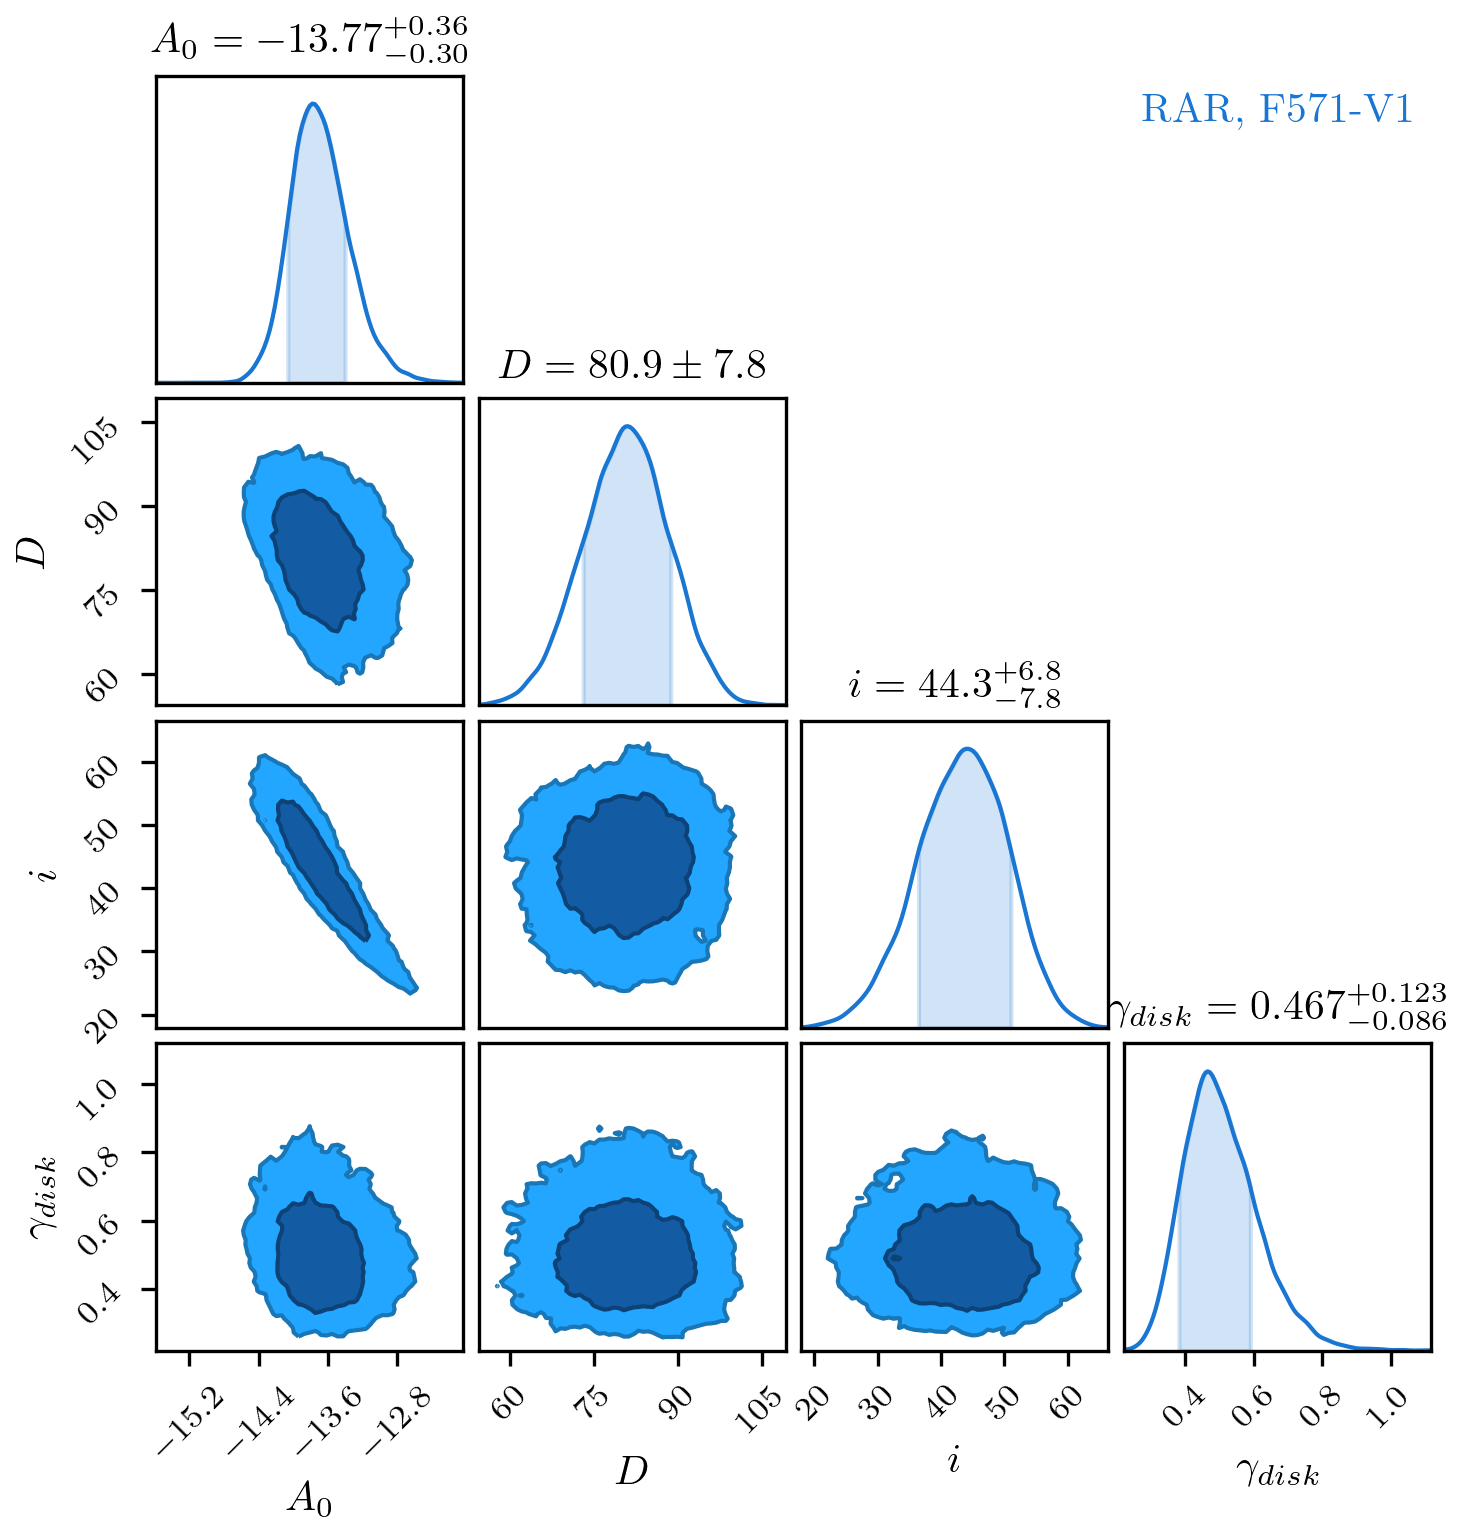 A₀ = −13.77⁺⁰·³⁶₋₀.₃₀
RAR, F571-V1
D = 80.9 ± 7.8
105
90
75
60
D
i = 44.3⁺⁶·⁸₋₇.₈
60
50
40
30
20
i
γ_disk = 0.467⁺⁰·¹²³₋₀.₀₈₆
1.0
0.8
0.6
0.4
γ_disk
−15.2 −14.4 −13.6 −12.8
60 75 90 105
20 30 40 50 60
0.4 0.6 0.8 1.0
A₀
D
i
γ_disk